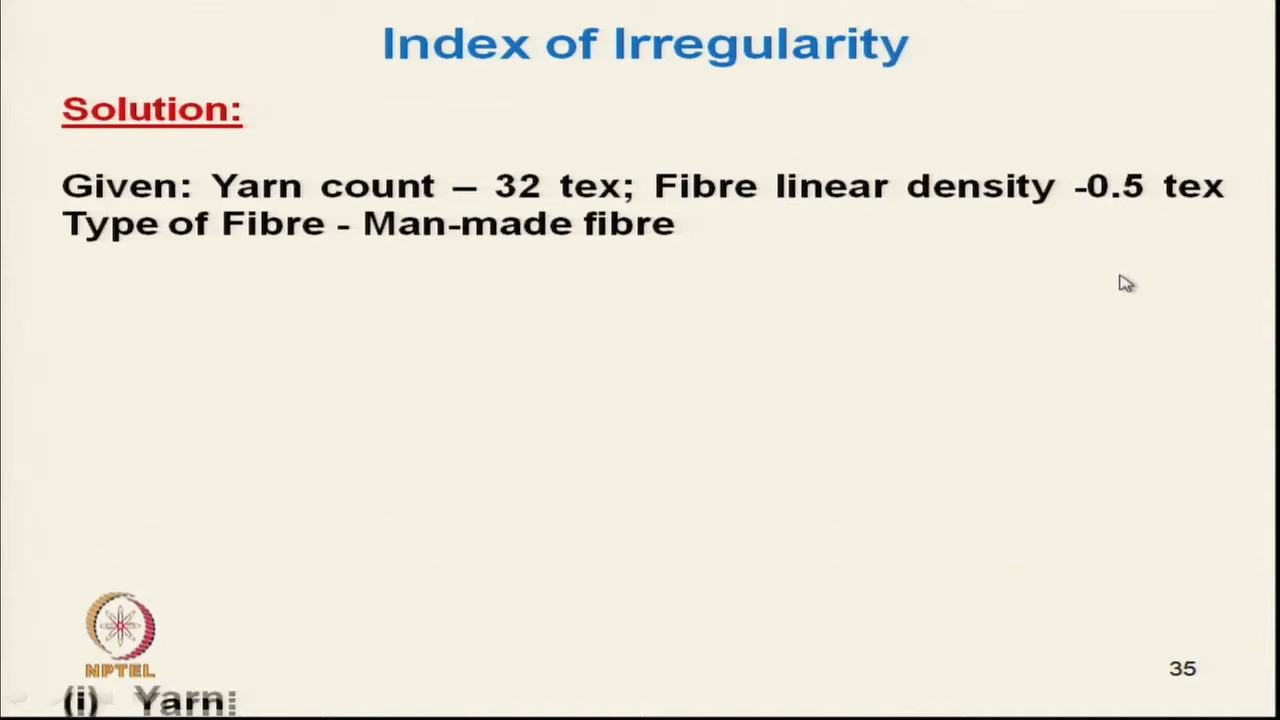 Index of Irregularity
Solution:
Given: Yarn count – 32 tex; Fibre linear density -0.5 tex
Type of Fibre - Man-made fibre
NPTEL
35
(i) Yarn: